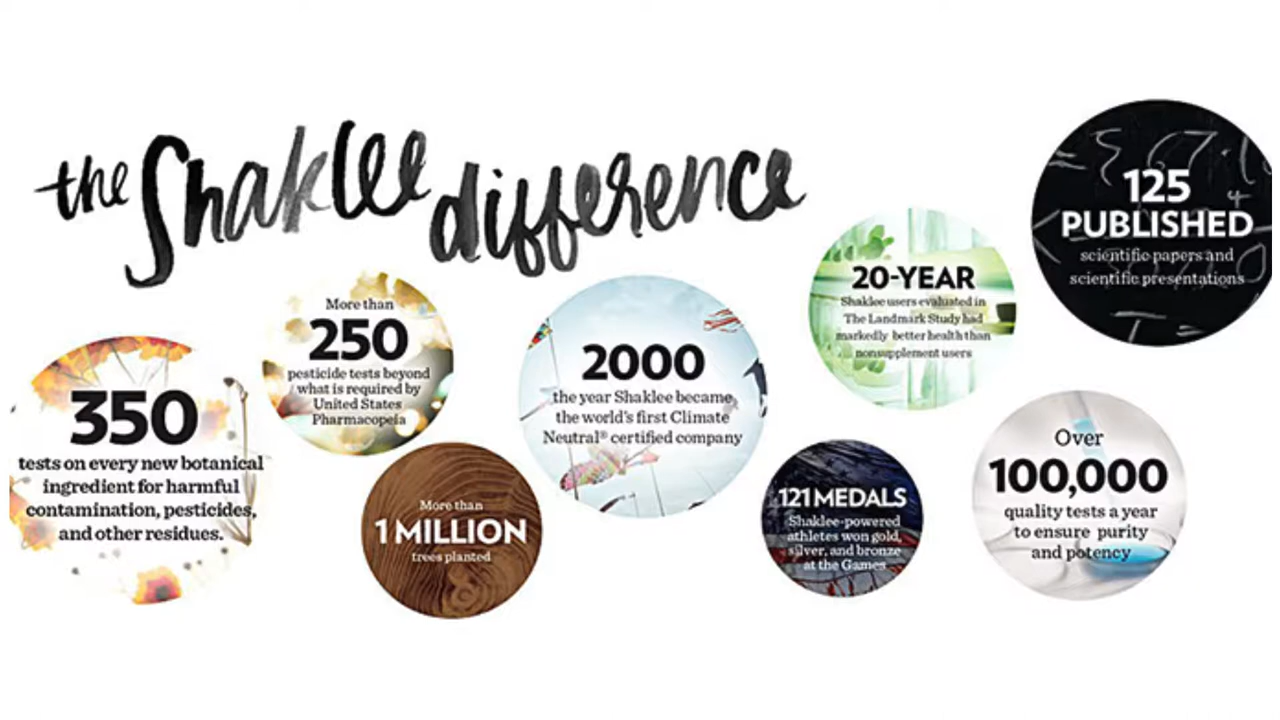 the Shaklee difference
350
tests on every new botanical
ingredient for harmful
contamination, pesticides,
and other residues.
More than
250
pesticide tests beyond
what is required by
United States
Pharmacopeia
More than
1 MILLION
trees planted
2000
the year Shaklee became
the world's first Climate
Neutral® certified company
20-YEAR
Shaklee users evaluated in
The Landmark Study had
markedly better health than
nonsupplement users
121 MEDALS
Shaklee-powered
athletes won gold,
silver, and bronze
at the Games
125
PUBLISHED
scientific papers and
scientific presentations
Over
100,000
quality tests a year
to ensure purity
and potency